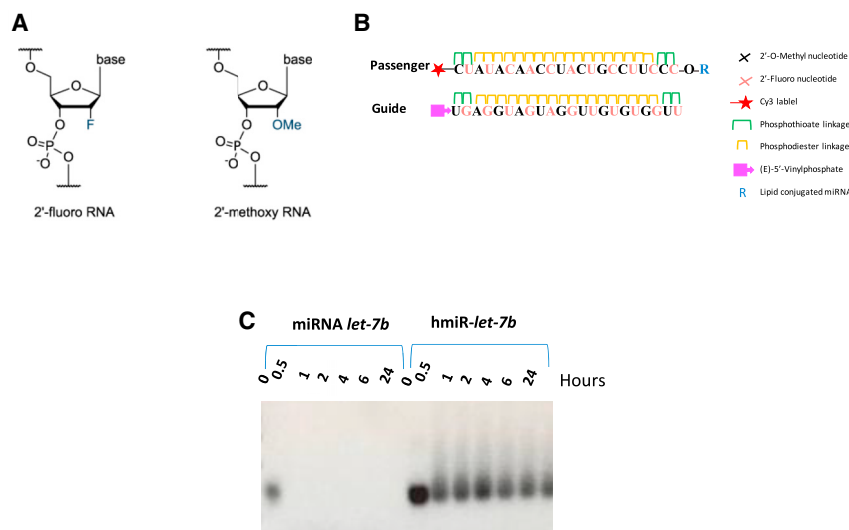 A
base
O
O
O
F
O
P
-O
O
2'-fluoro RNA
base
O
O
O
OMe
O
P
-O
O
2'-methoxy RNA
B
Passenger CUAUACAACCUACUGCCUUCCC-O-R
Guide UGAGGUAGUAGGUUGUGUGGUU
X 2′-O-Methyl nucleotide
X 2′-Fluoro nucleotide
Cy3 lablel
Phosphothioate linkage
Phosphodiester linkage
(E)-5′-Vinylphosphate
R Lipid conjugated miRNA
C
miRNA let-7b hmiR-let-7b
0 0.5 1 2 4 6 24 0 0.5 1 2 4 6 24 Hours